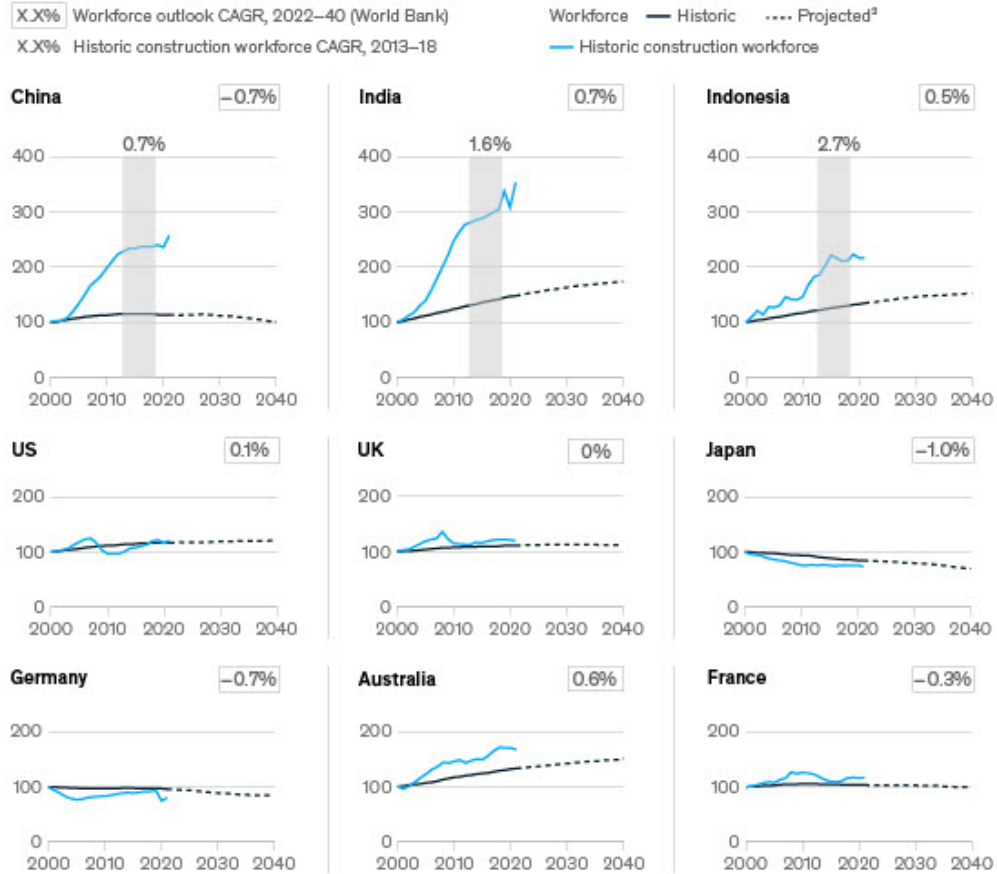 X.X% Workforce outlook CAGR, 2022–40 (World Bank) Workforce Historic Projected²
X.X% Historic construction workforce CAGR, 2013–18 Historic construction workforce
China –0.7% India 0.7% Indonesia 0.5%
0.7% 1.6% 2.7%
400 400 400
300 300 300
200 200 200
100 100 100
0 0 0
2000 2010 2020 2030 2040 2000 2010 2020 2030 2040 2000 2010 2020 2030 2040
US 0.1% UK 0% Japan –1.0%
200 200 200
100 100 100
0 0 0
2000 2010 2020 2030 2040 2000 2010 2020 2030 2040 2000 2010 2020 2030 2040
Germany –0.7% Australia 0.6% France –0.3%
200 200 200
100 100 100
0 0 0
2000 2010 2020 2030 2040 2000 2010 2020 2030 2040 2000 2010 2020 2030 2040